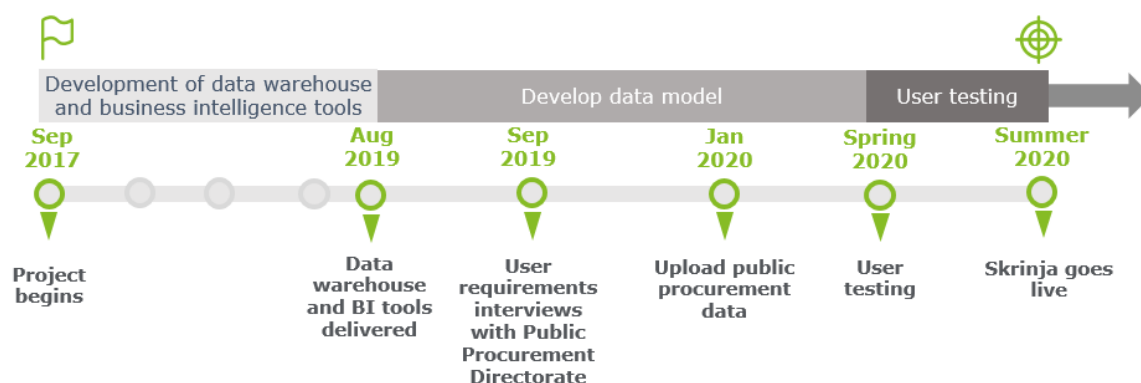 Development of data warehouse
and business intelligence tools
Develop data model
User testing
Sep
2017
Aug
2019
Sep
2019
Jan
2020
Spring
2020
Summer
2020
Project
begins
Data
warehouse
and BI tools
delivered
User
requirements
interviews
with Public
Procurement
Directorate
Upload public
procurement
data
User
testing
Skrinja goes
live